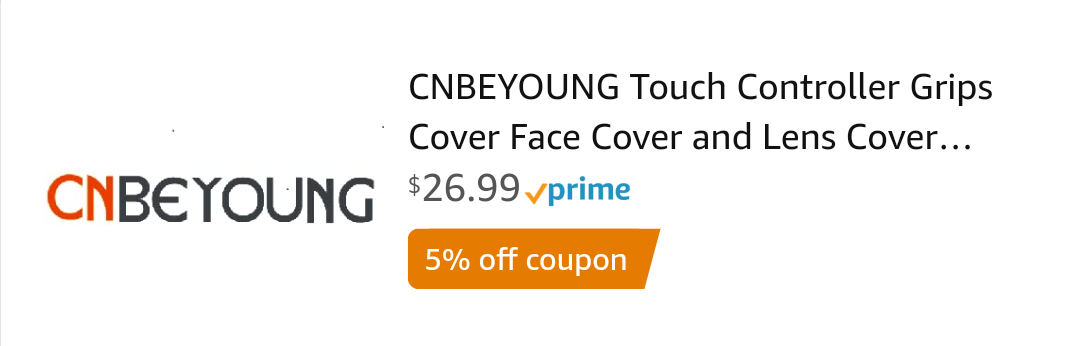 CNBEYOUNG
CNBEYOUNG Touch Controller Grips
Cover Face Cover and Lens Cover…
$26.99 prime
5% off coupon